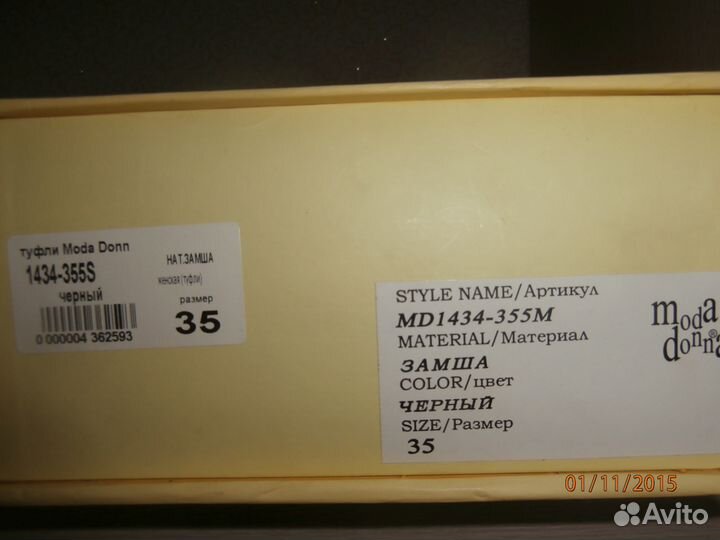 туфли Moda Donn
1434-355S
черный
0 000004 362593
НАТ.ЗАМША
женская (туфли)
размер
35
STYLE NAME/Артикул
MD1434-355M
MATERIAL/Материал
ЗАМША
COLOR/цвет
ЧЕРНЫЙ
SIZE/Размер
35
moda
donna®
01/11/2015
Avito